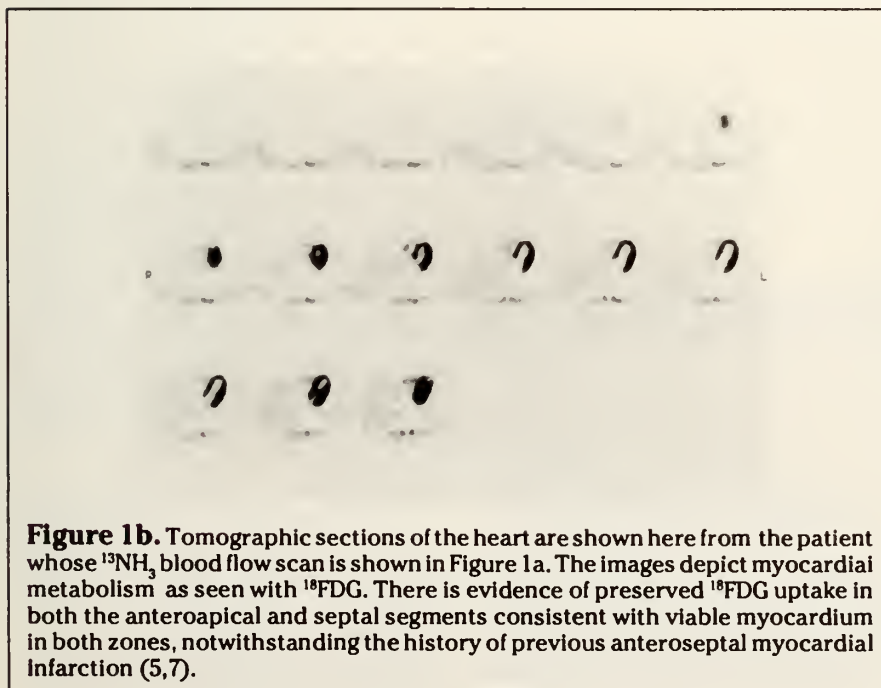 R
L
Figure 1b. Tomographic sections of the heart are shown here from the patient
whose ¹³NH₃ blood flow scan is shown in Figure 1a. The images depict myocardiai
metabolism as seen with ¹⁸FDG. There is evidence of preserved ¹⁸FDG uptake in
both the anteroapical and septal segments consistent with viable myocardium
in both zones, notwithstanding the history of previous anteroseptal myocardial
infarction (5,7).